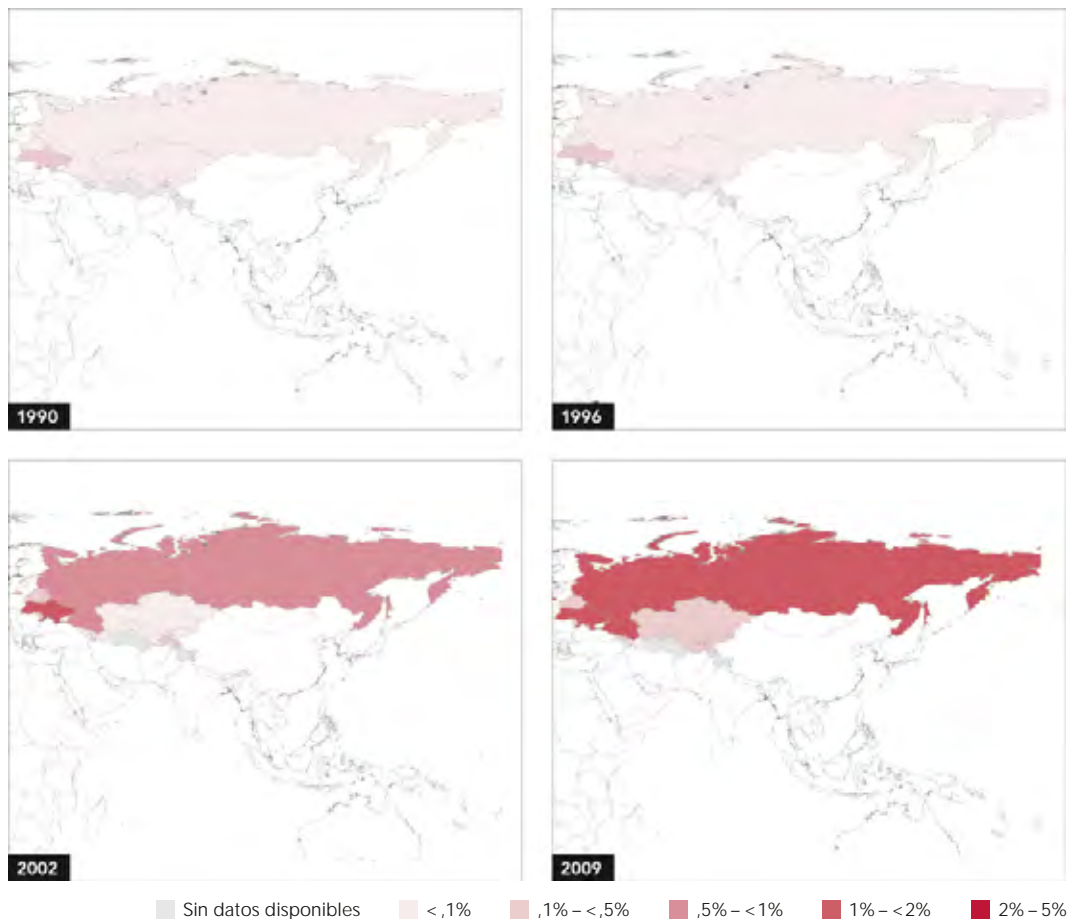 1990
1996
2002
2009
Sin datos disponibles < ,1% ,1% – < ,5% ,5% – <1% 1% – <2% 2% – 5%